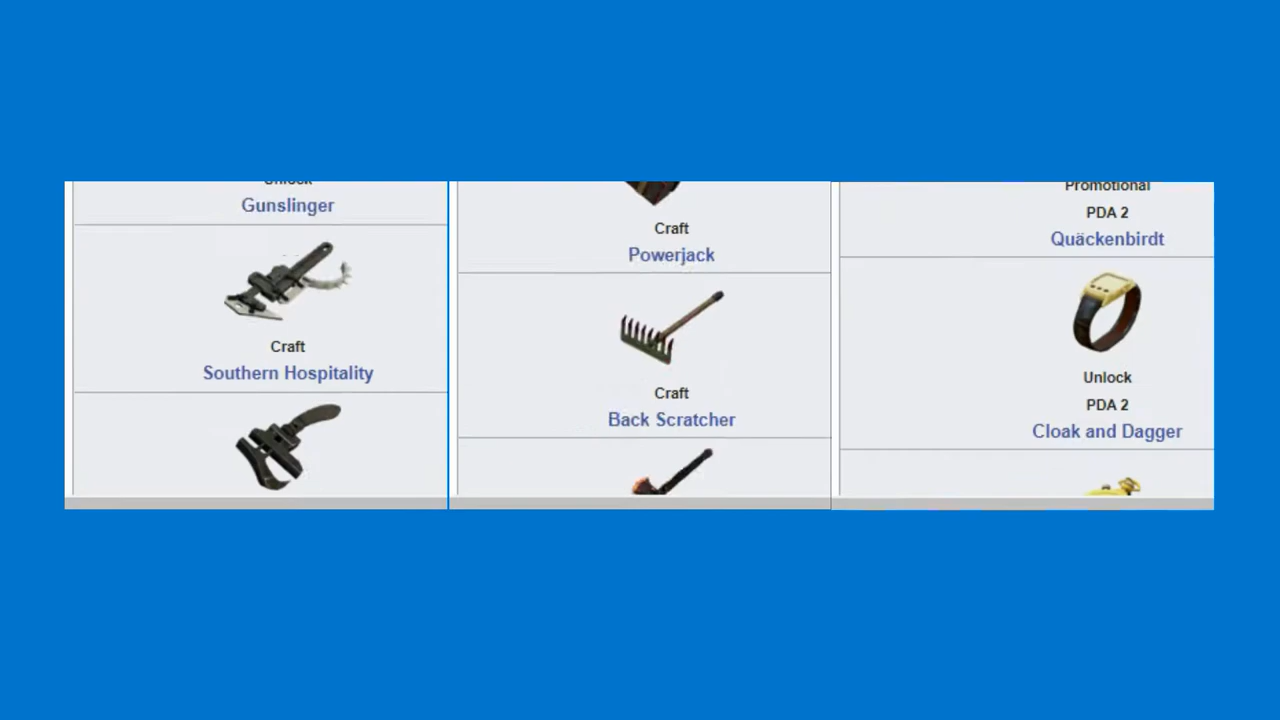 Unlock
Gunslinger
Craft
Southern Hospitality
Craft
Powerjack
Craft
Back Scratcher
Promotional
PDA 2
Quäckenbirdt
Unlock
PDA 2
Cloak and Dagger